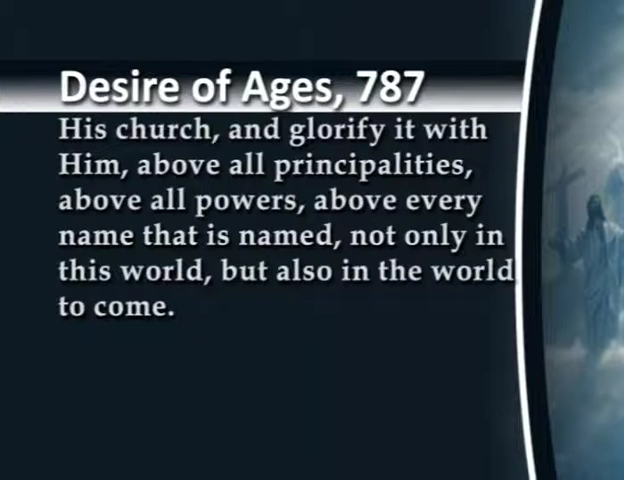 Desire of Ages, 787
His church, and glorify it with
Him, above all principalities,
above all powers, above every
name that is named, not only in
this world, but also in the world
to come.